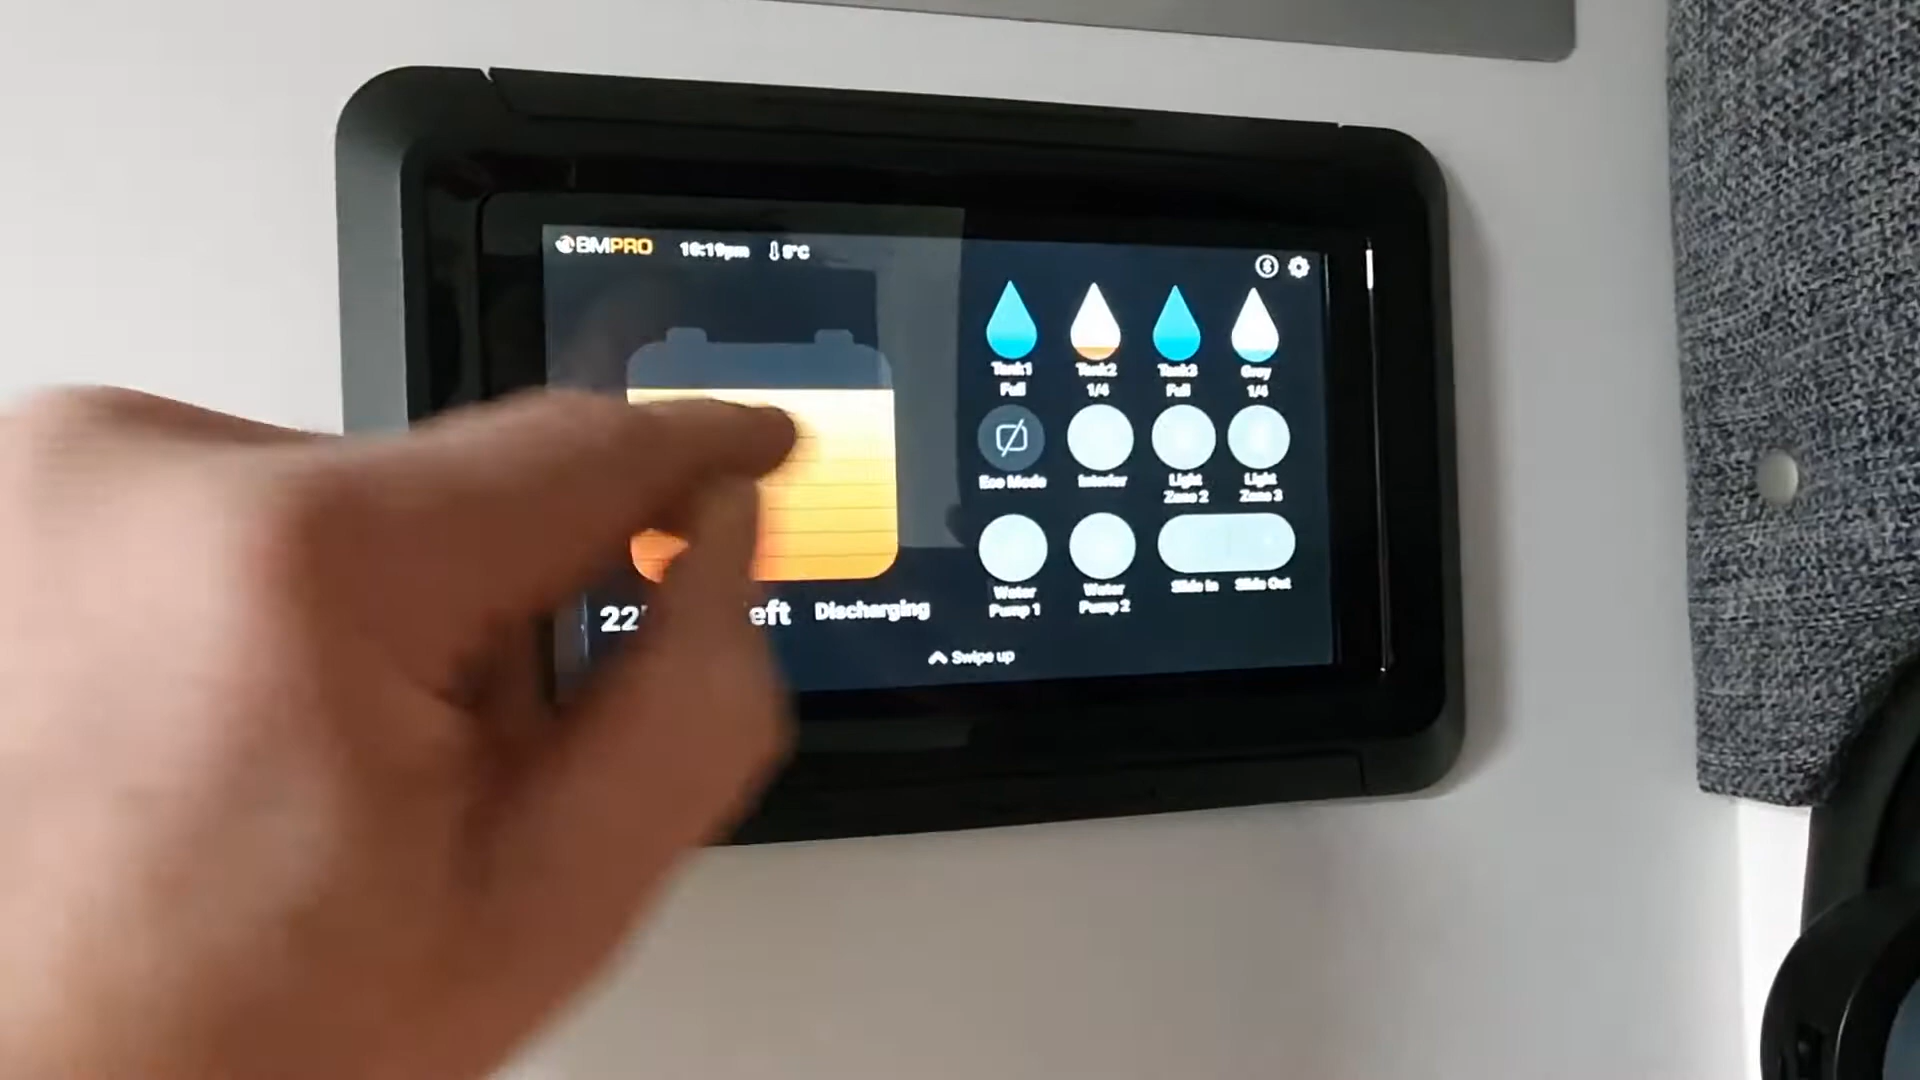 BMPRO 10:19pm
Tank1 Tank2 Tank3 Grey
Full 1/4 Full 1/4
Eco Mode Interior Light Zone 2 Light Zone 3
Water Pump 1 Water Pump 2 Slide In Slide Out
Discharging
Swipe up